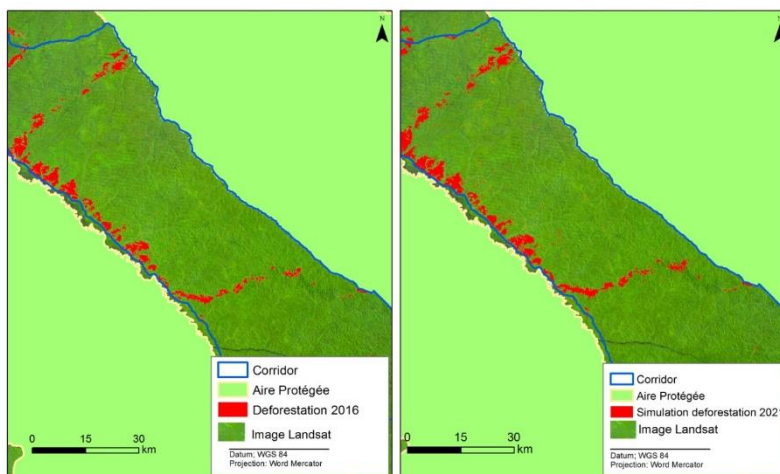 N
Corridor
Aire Protégée
Deforestation 2016
Image Landsat
0 15 30
km
Datum; WGS 84
Projection: Word Mercator
N
Corridor
Aire Protégée
Simulation deforestation
Image Landsat
0 15 30
km
Datum; WGS 84
Projection: Word Mercator